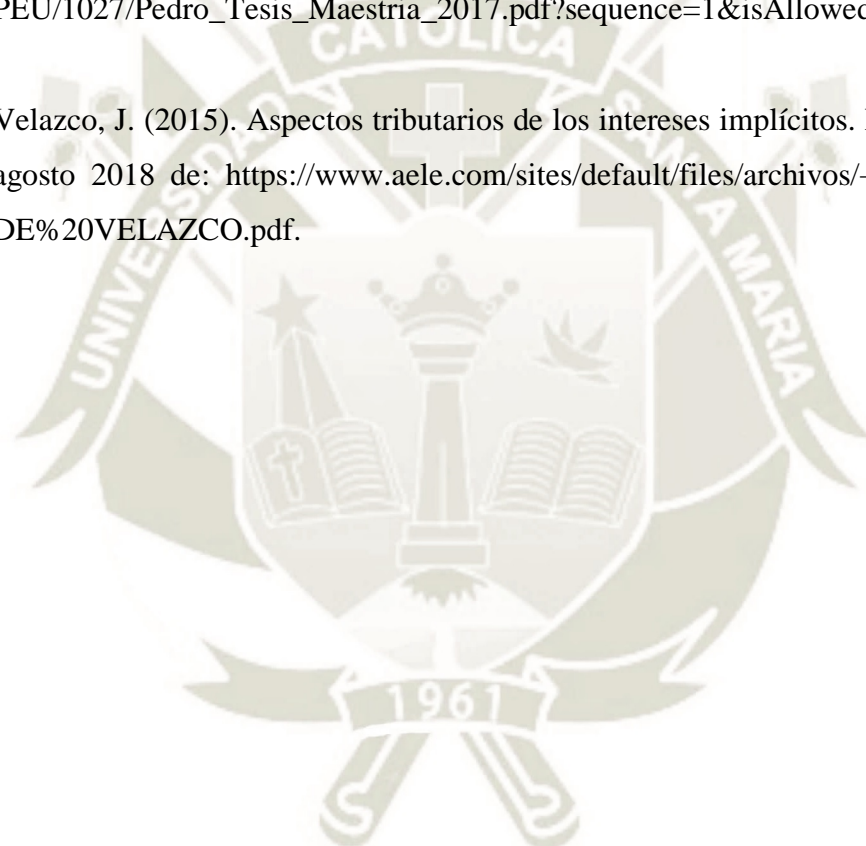 PEU/1027/Pedro_Tesis_Maestria_2017.pdf?sequence=1&isAllowed
Velazco, J. (2015). Aspectos tributarios de los intereses implícitos.
agosto 2018 de: https://www.aele.com/sites/default/files/archivos/
DE%20VELAZCO.pdf.
UNIVERSIDAD CATOLICA SANTA MARIA
1961